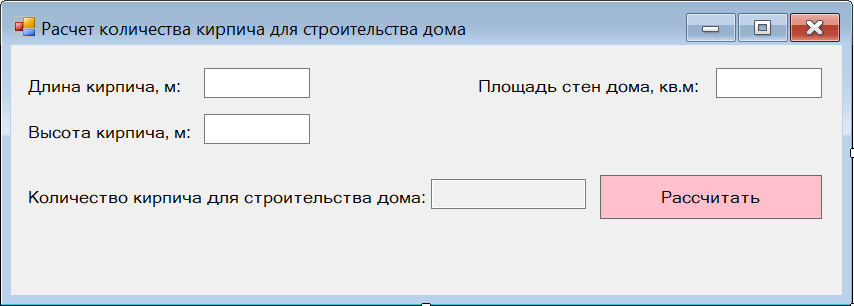 Расчет количества кирпича для строительства дома
Длина кирпича, м:
Площадь стен дома, кв.м:
Высота кирпича, м:
Количество кирпича для строительства дома:
Рассчитать